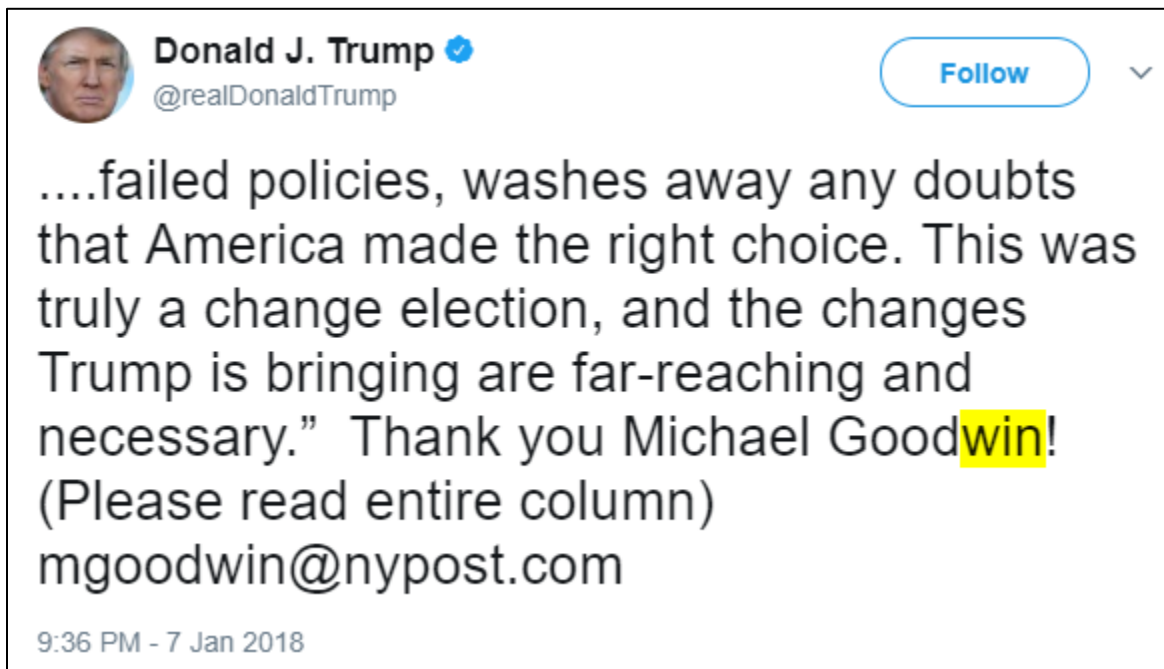 Donald J. Trump
@realDonaldTrump
Follow
....failed policies, washes away any doubts
that America made the right choice. This was
truly a change election, and the changes
Trump is bringing are far-reaching and
necessary.”  Thank you Michael Goodwin!
(Please read entire column)
mgoodwin@nypost.com
9:36 PM - 7 Jan 2018